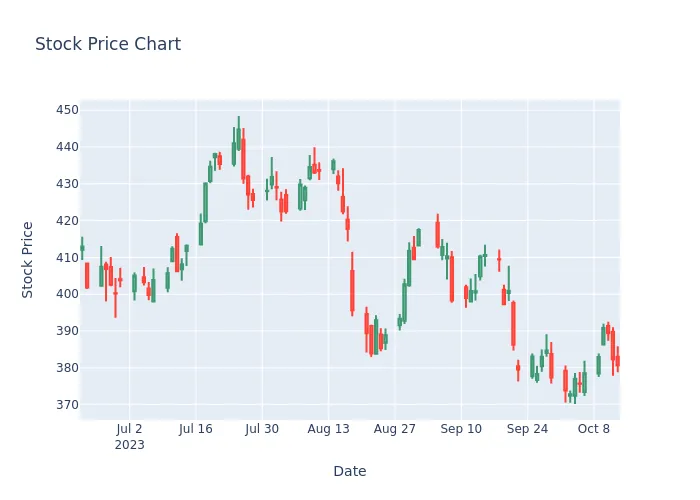 Stock Price Chart
450
440
430
420
410
400
390
380
370
Stock Price
Jul 2
2023
Jul 16
Jul 30
Aug 13
Aug 27
Sep 10
Sep 24
Oct 8
Date